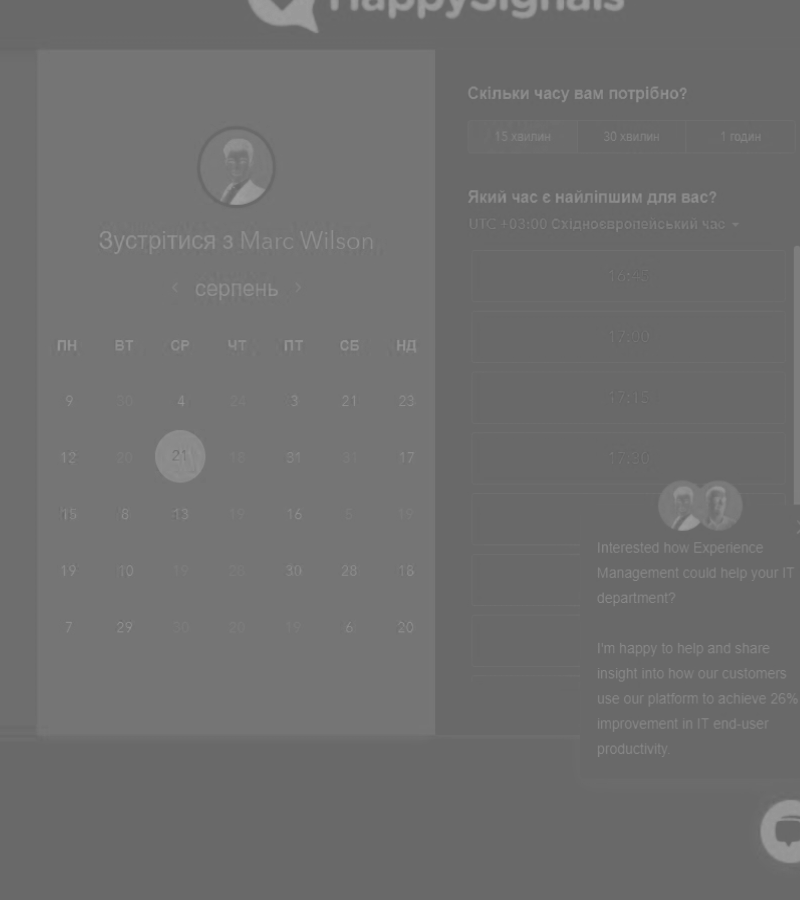 HappySignals
Зустрітися з Marc Wilson
серпень
ПН ВТ СР ЧТ ПТ СБ НД
9 30 4 24 3 21 23
12 20 21 18 31 31 17
15 8 13 19 16 5 19
19 10 19 28 30 28 18
7 29 30 20 19 6 20
Скільки часу вам потрібно?
15 хвилин 30 хвилин 1 годин
Який час є найліпшим для вас?
UTC +03:00 Східноєвропейський час
16:45
17:00
17:15
17:30
Interested how Experience
Management could help your IT
department?
I'm happy to help and share
insight into how our customers
use our platform to achieve 26%
improvement in IT end-user
productivity.